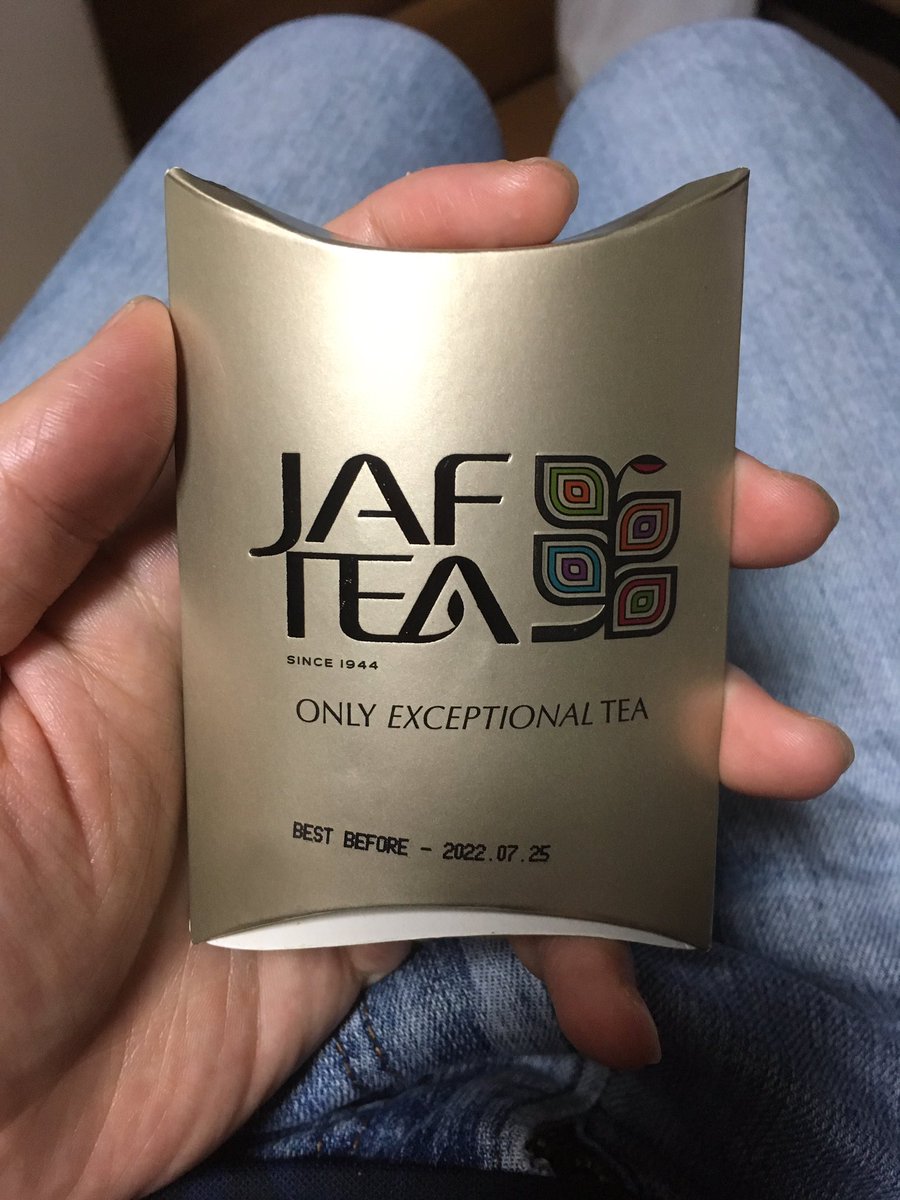 JAF
TEA
SINCE 1944
ONLY EXCEPTIONAL TEA
BEST BEFORE - 2022.07.25